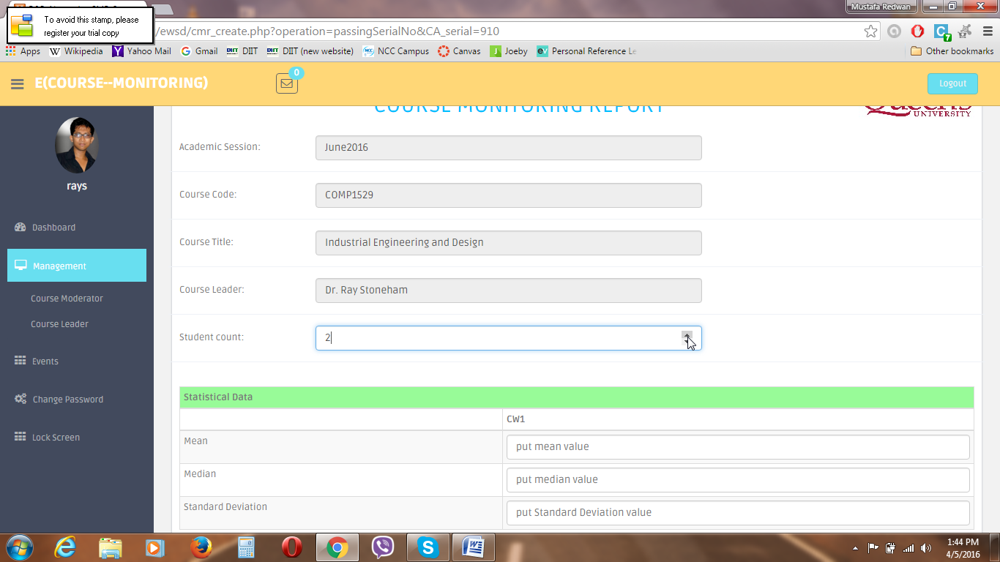 To avoid this stamp, please
register your trial copy
Mustafa Redwan
/ewsd/cmr_create.php?operation=passingSerialNo&CA_serial=910
7
Apps Wikipedia Yahoo Mail Gmail DIIT DIIT (new website) NCC Campus Canvas Joeby Personal Reference Le Other bookmarks
E(COURSE--MONITORING)
0
Logout
COURSE MONITORING REPORT
Queens
UNIVERSITY
rays
Dashboard
Management
Course Moderator
Course Leader
Events
Change Password
Lock Screen
Academic Session: June2016
Course Code: COMP1529
Course Title: Industrial Engineering and Design
Course Leader: Dr. Ray Stoneham
Student count: 2
Statistical Data
CW1
Mean put mean value
Median put median value
Standard Deviation put Standard Deviation value
1:44 PM
4/5/2016